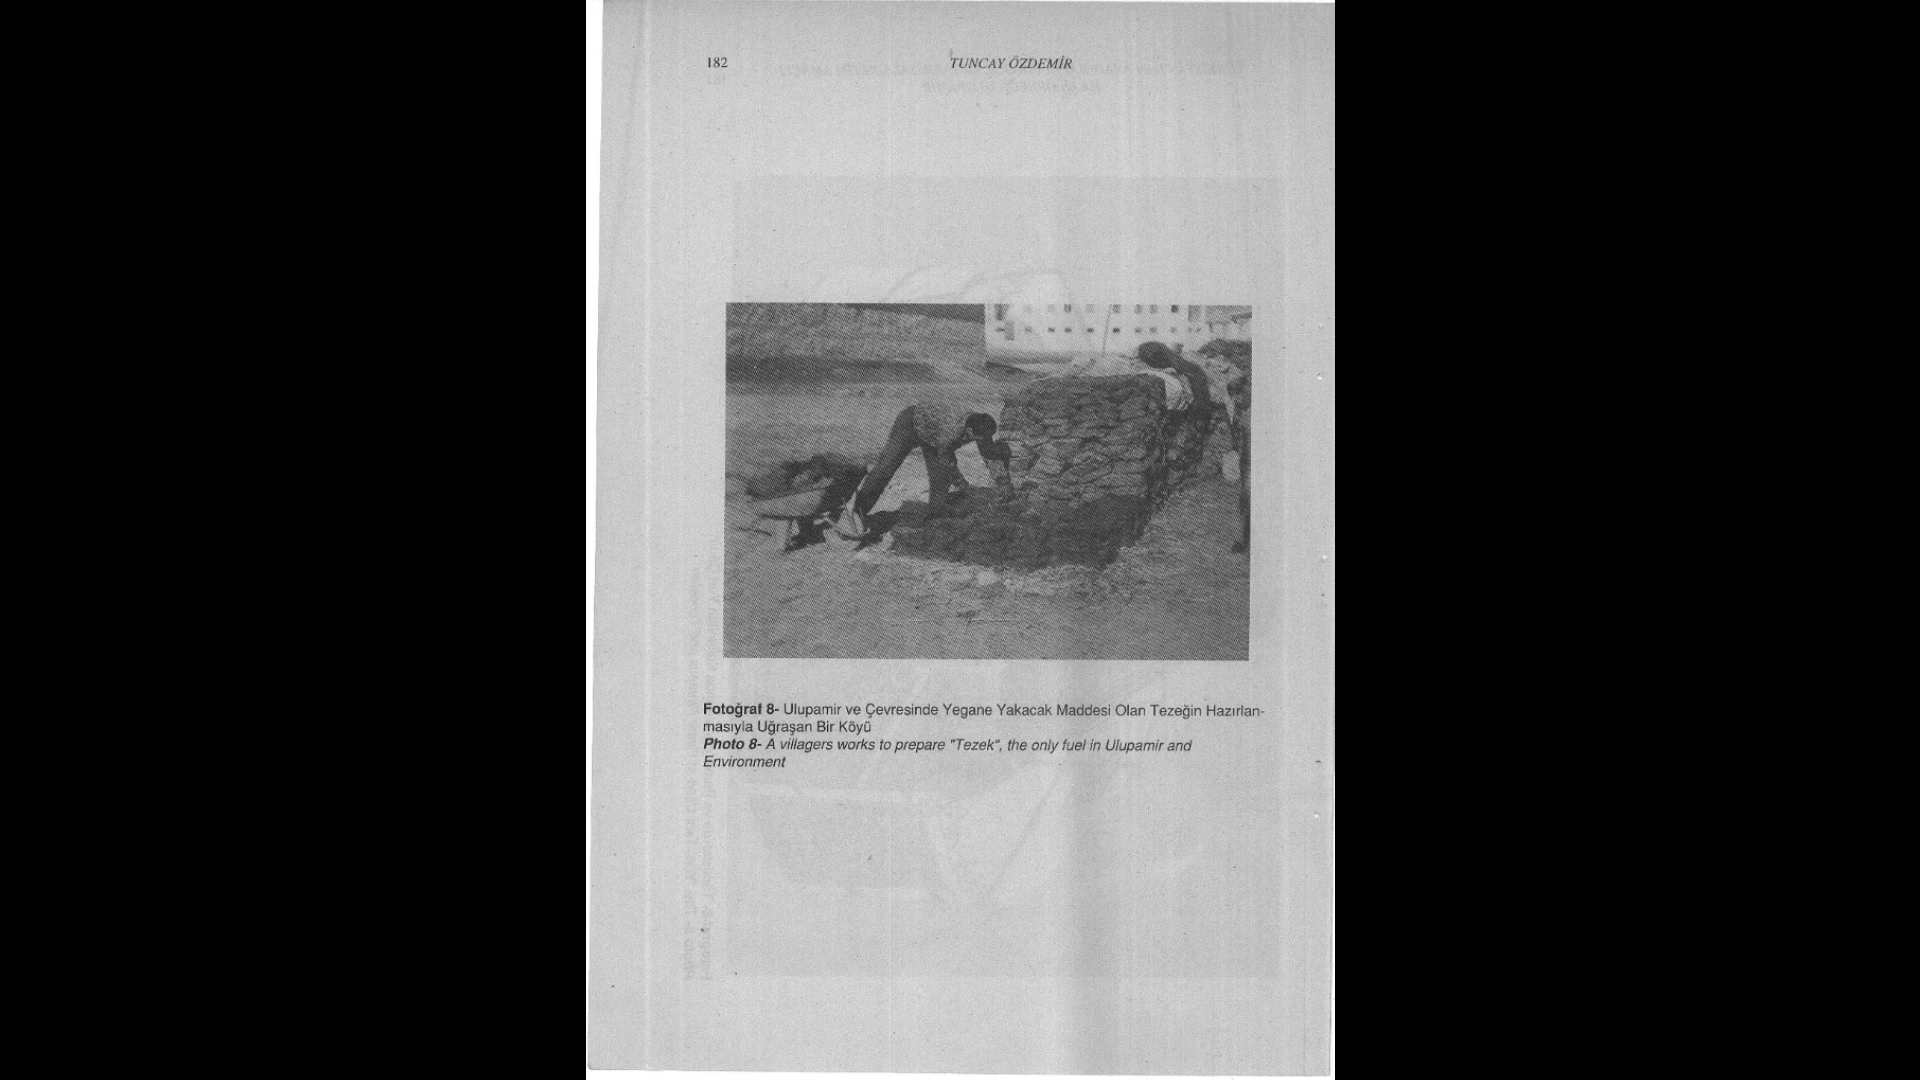 182
TUNCAY ÖZDEMİR
Fotoğraf 8- Ulupamir ve Çevresinde Yegane Yakacak Maddesi Olan Tezeğin Hazırlan-
masıyla Uğraşan Bir Köyü
Photo 8- A villagers works to prepare "Tezek", the only fuel in Ulupamir and
Environment